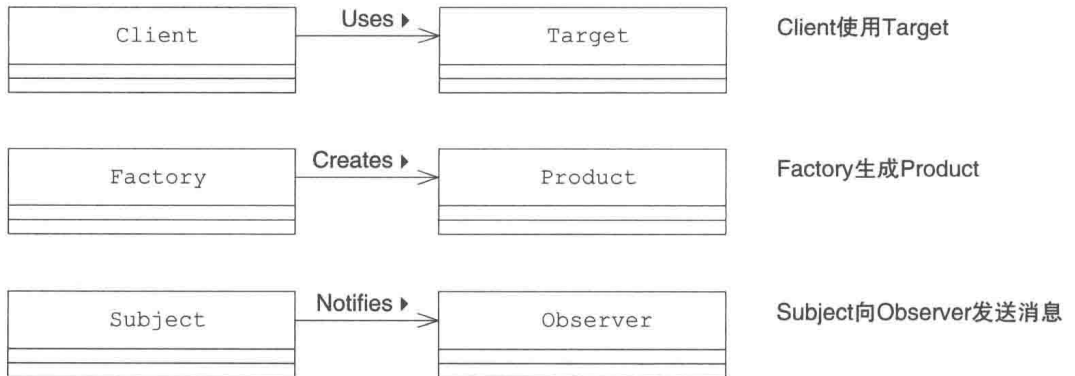 Client
Uses ▸
Target
Client使用Target
Factory
Creates ▸
Product
Factory生成Product
Subject
Notifies ▸
Observer
Subject向Observer发送消息